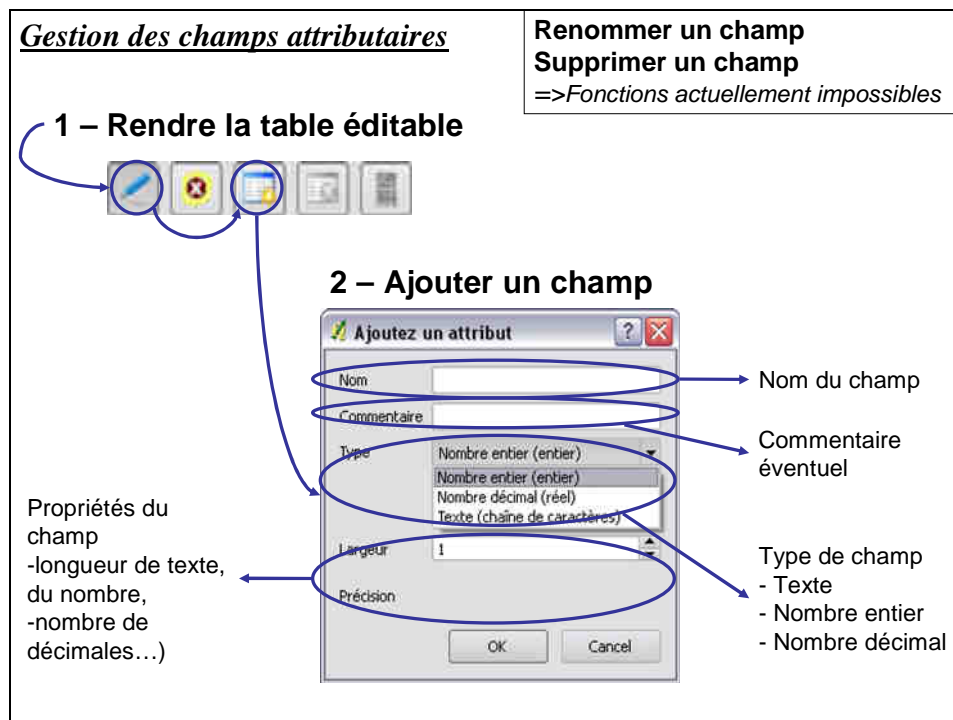 Gestion des champs attributaires
Renommer un champ
Supprimer un champ
=>Fonctions actuellement impossibles
1 – Rendre la table éditable
2 – Ajouter un champ
Ajoutez un attribut
Nom
Commentaire
Type
Nombre entier (entier)
Nombre entier (entier)
Nombre décimal (réel)
Texte (chaîne de caractères)
Largeur
1
Précision
OK
Cancel
Nom du champ
Commentaire
éventuel
Type de champ
- Texte
- Nombre entier
- Nombre décimal
Propriétés du
champ
-longueur de texte,
du nombre,
-nombre de
décimales…)